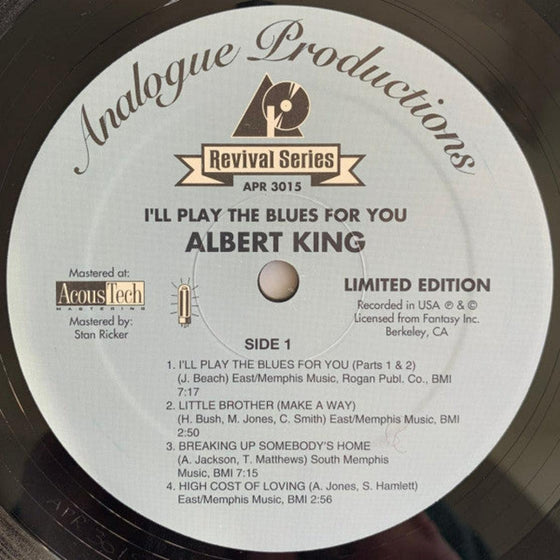 Analogue Productions
AP
Revival Series
APR 3015
I'LL PLAY THE BLUES FOR YOU
ALBERT KING
Mastered at:
AcousTech
MASTERING
Mastered by:
Stan Ricker
LIMITED EDITION
Recorded in USA ℗ & ©
Licensed from Fantasy Inc.
Berkeley, CA
SIDE 1
1. I'LL PLAY THE BLUES FOR YOU (Parts 1 & 2)
(J. Beach) East/Memphis Music, Rogan Publ. Co., BMI
7:17
2. LITTLE BROTHER (MAKE A WAY)
(H. Bush, M. Jones, C. Smith) East/Memphis Music, BMI
2:50
3. BREAKING UP SOMEBODY'S HOME
(A. Jackson, T. Matthews) South Memphis
Music, BMI 7:15
4. HIGH COST OF LOVING (A. Jones, S. Hamlett)
East/Memphis Music, BMI 2:56
APR 301